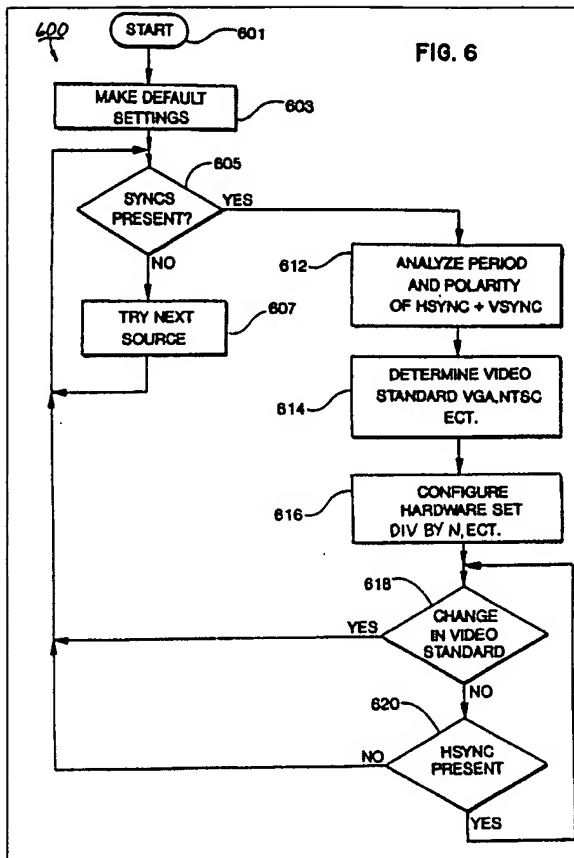 600
START
601
FIG. 6
MAKE DEFAULT
SETTINGS
603
605
SYNCS
PRESENT?
YES
NO
612
ANALYZE PERIOD
AND POLARITY
OF HSYNC + VSYNC
607
TRY NEXT
SOURCE
614
DETERMINE VIDEO
STANDARD VGA,NTSC
ECT.
616
CONFIGURE
HARDWARE SET
DIV BY N, ECT.
618
CHANGE
IN VIDEO
STANDARD
YES
NO
620
HSYNC
PRESENT
NO
YES